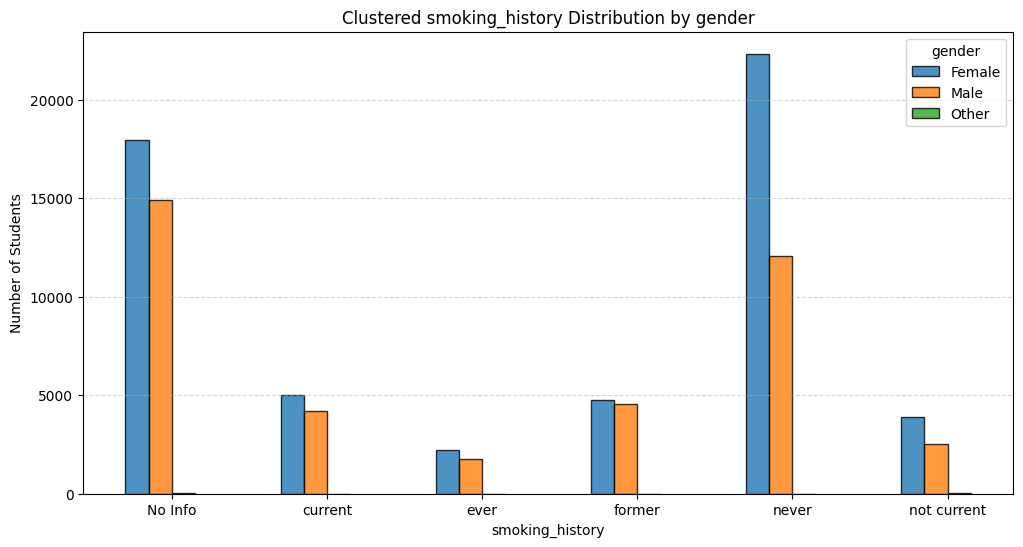 Clustered smoking_history Distribution by gender
gender
Female
Male
Other
Number of Students
20000
15000
10000
5000
0
No Info
current
ever
former
never
not current
smoking_history